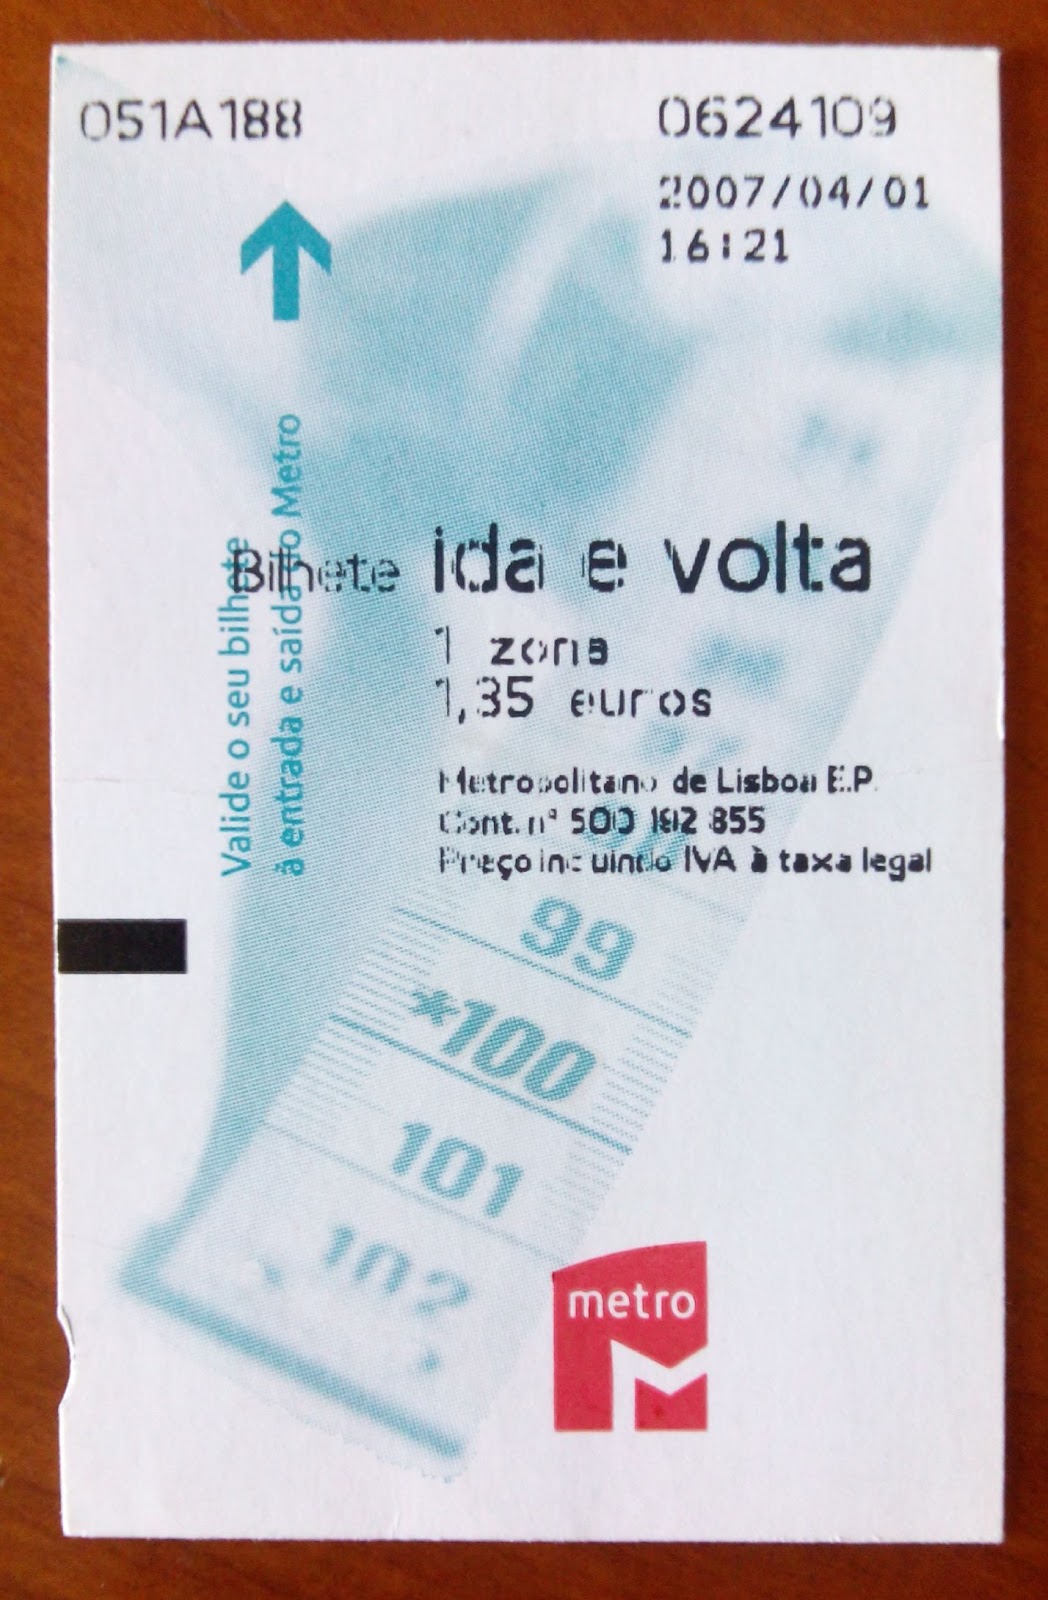 051A188
0624109
2007/04/01
16:21
Valide o seu bilhete
à entrada e saída do Metro
Bilhete ida e volta
1 zona
1,35 euros
Metropolitano de Lisboa E.P.
Cont. nº 500 192 855
Preço incluindo IVA à taxa legal
99
*100
101
102
metro